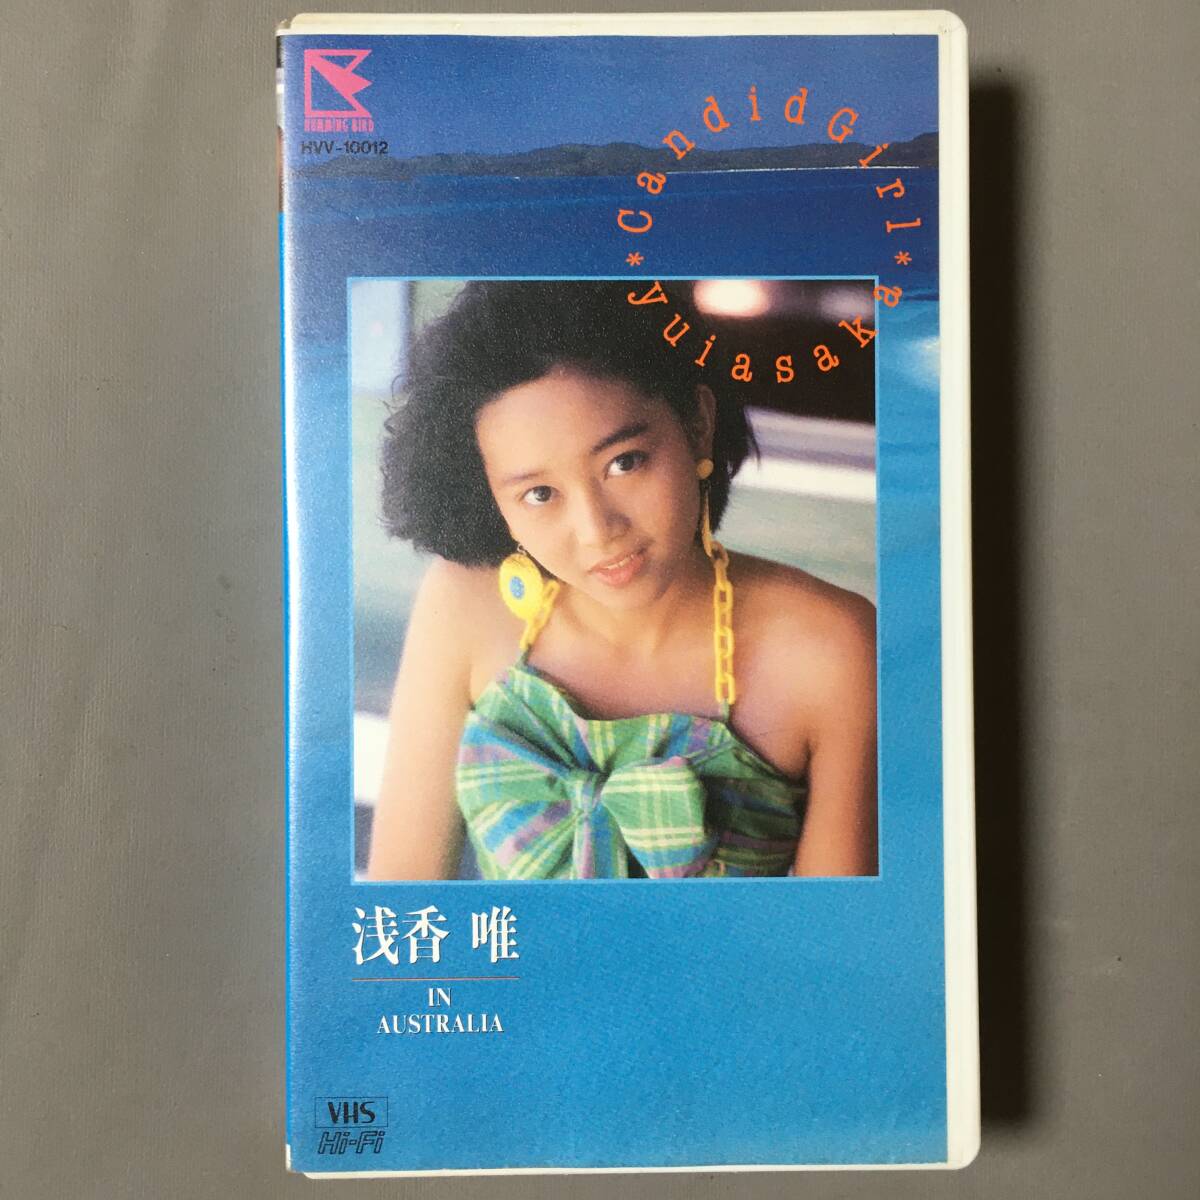 HUMMING BIRD
HVV-10012
*CandidGirl*
yuiasaka
浅香 唯
IN
AUSTRALIA
VHS
Hi-Fi